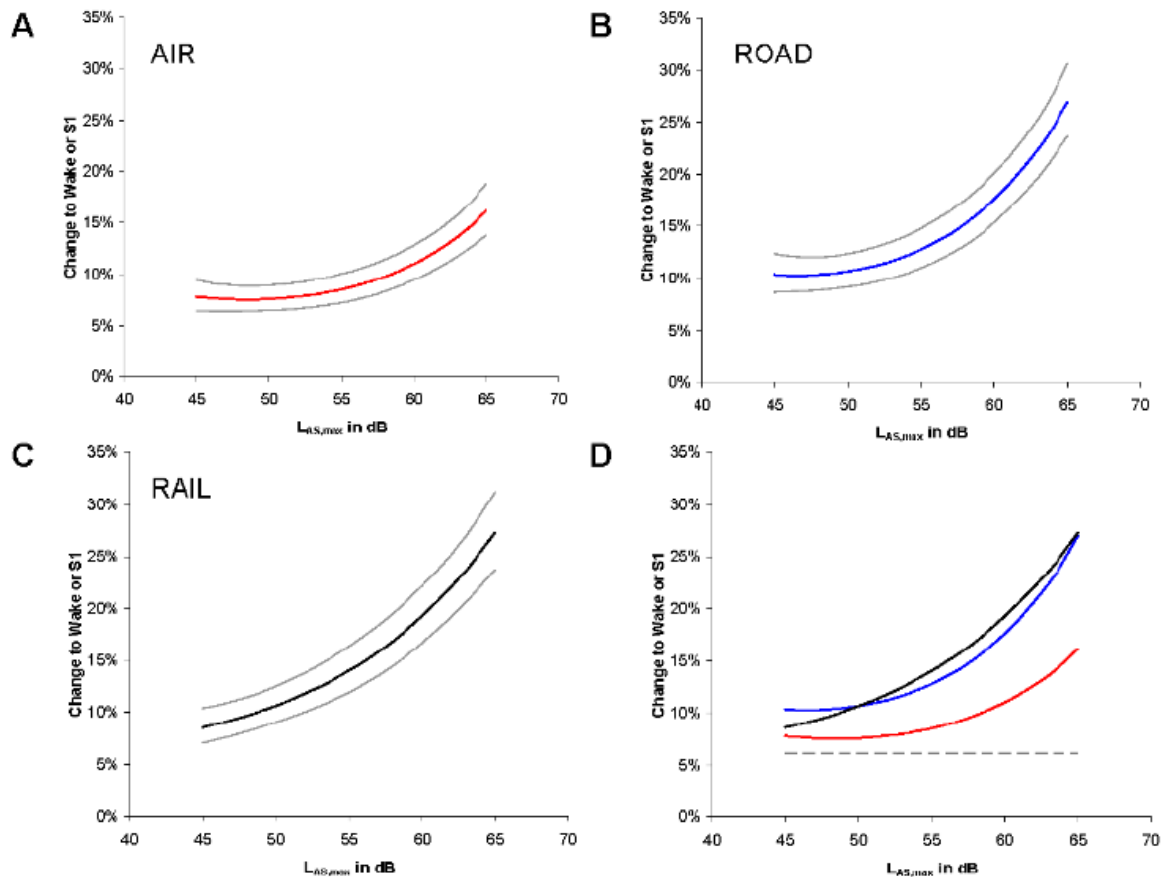 A
AIR
Change to Wake or S1
35%
30%
25%
20%
15%
10%
5%
0%
40 45 50 55 60 65 70
LAS,max in dB
B
ROAD
Change to Wake or S1
35%
30%
25%
20%
15%
10%
5%
0%
40 45 50 55 60 65 70
LAS,max in dB
C
RAIL
Change to Wake or S1
35%
30%
25%
20%
15%
10%
5%
0%
40 45 50 55 60 65 70
LAS,max in dB
D
Change to Wake or S1
35%
30%
25%
20%
15%
10%
5%
0%
40 45 50 55 60 65 70
LAS,max in dB